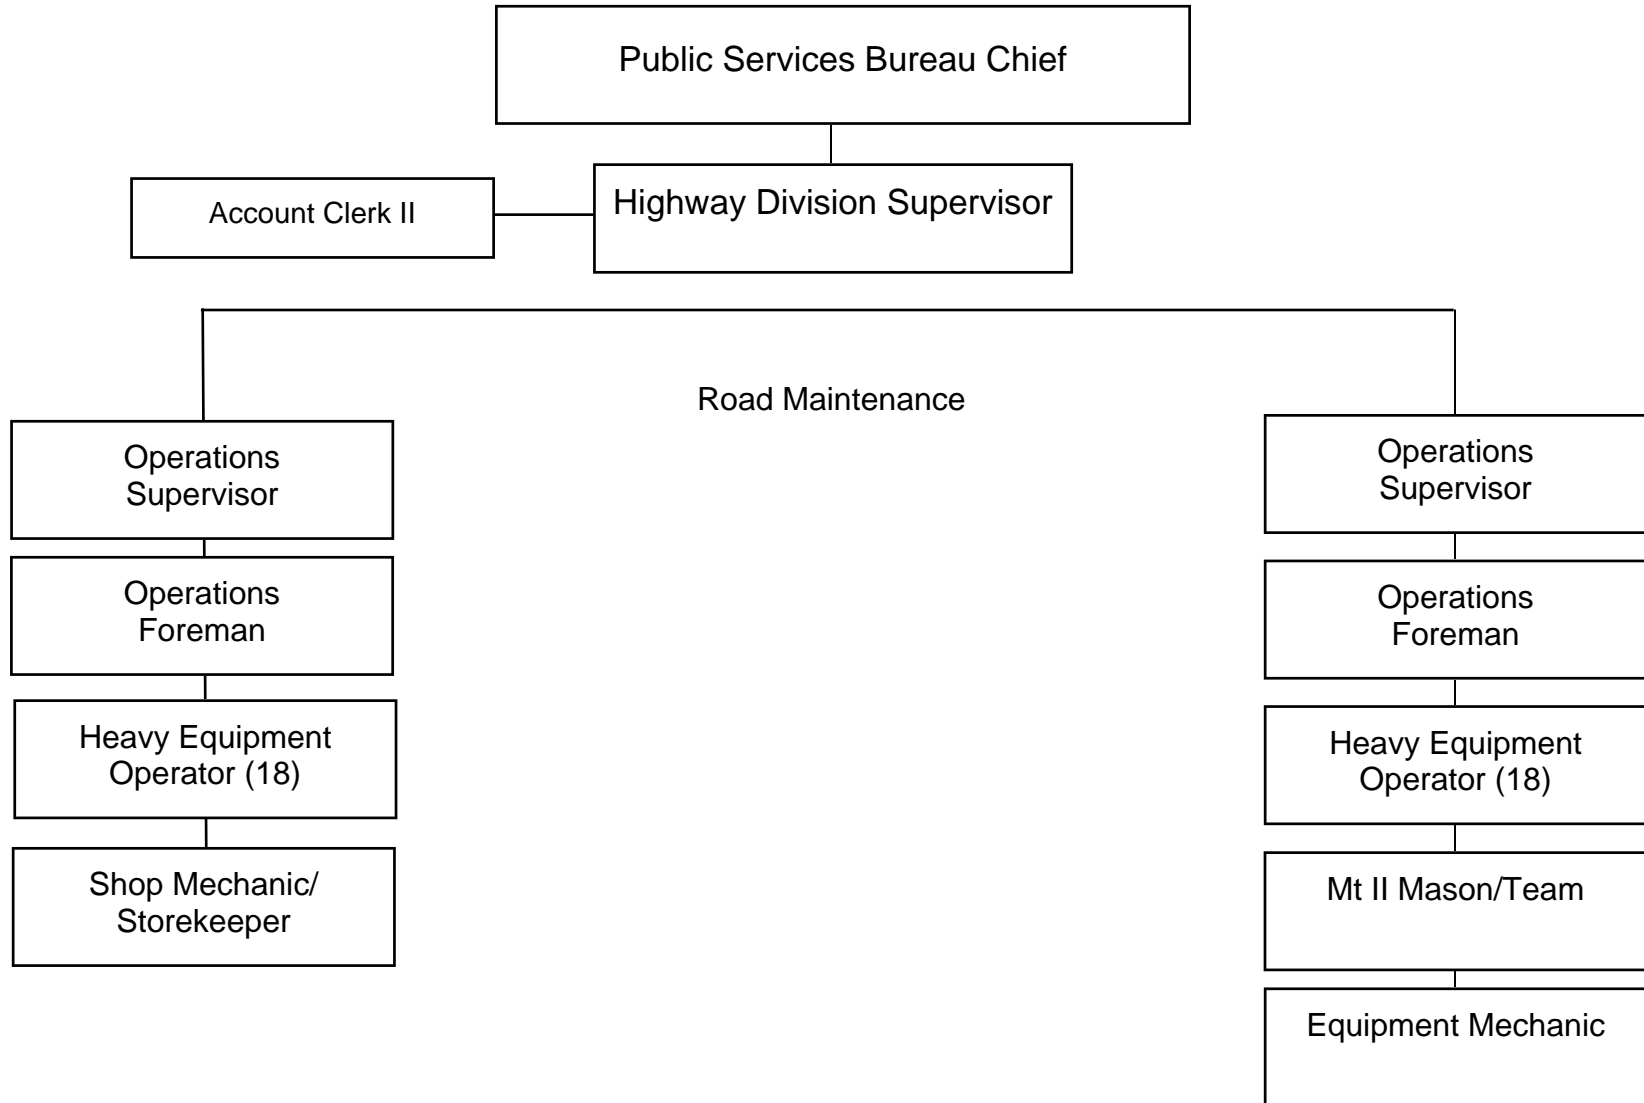 Public Services Bureau Chief
Account Clerk II
Highway Division Supervisor
Road Maintenance
Operations
Supervisor
Operations
Foreman
Heavy Equipment
Operator (18)
Shop Mechanic/
Storekeeper
Operations
Supervisor
Operations
Foreman
Heavy Equipment
Operator (18)
Mt II Mason/Team
Equipment Mechanic